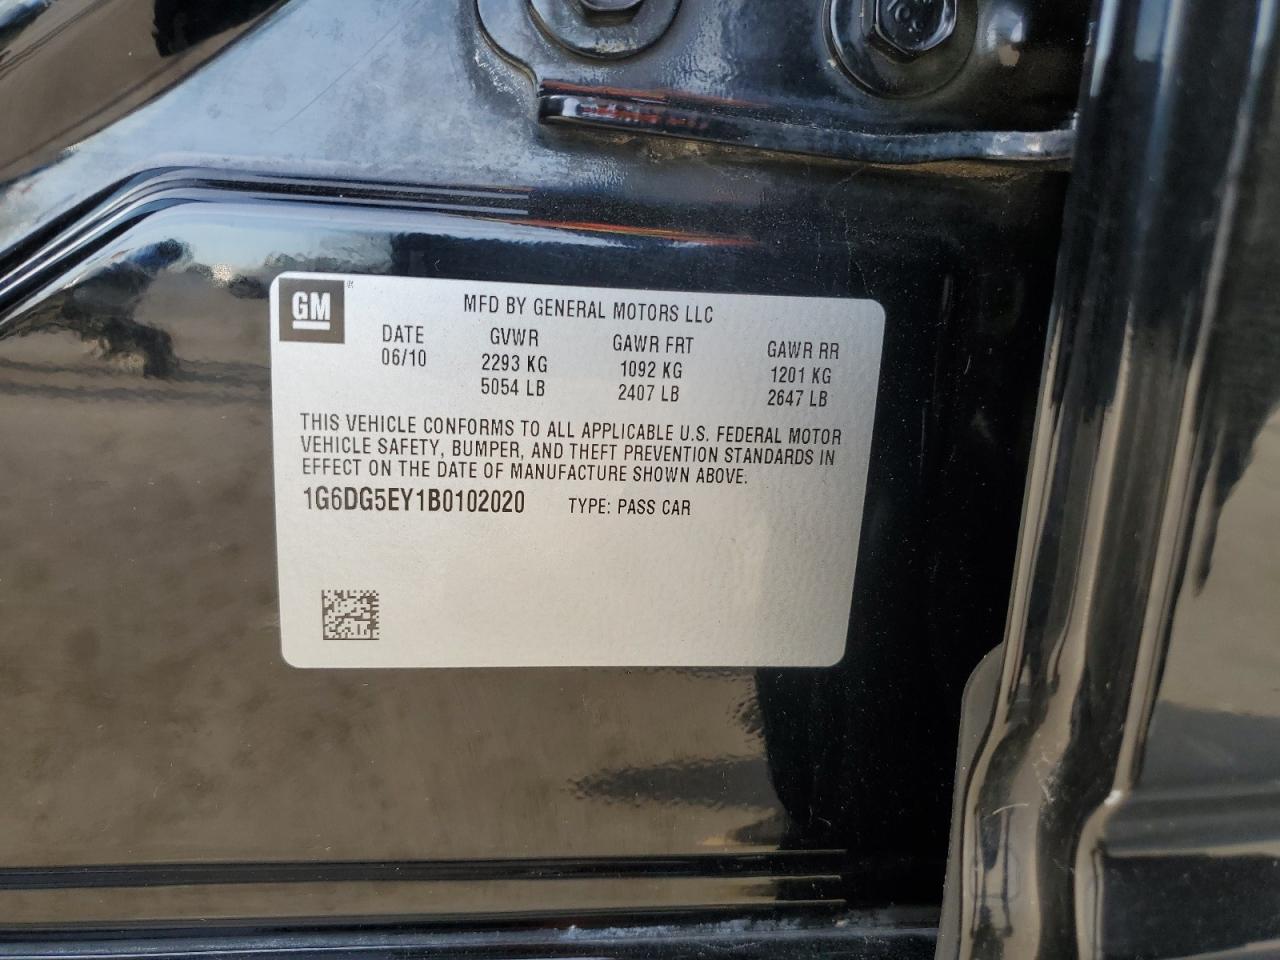 GM®
MFD BY GENERAL MOTORS LLC
DATE GVWR GAWR FRT GAWR RR
06/10 2293 KG 1092 KG 1201 KG
5054 LB 2407 LB 2647 LB
THIS VEHICLE CONFORMS TO ALL APPLICABLE U.S. FEDERAL MOTOR
VEHICLE SAFETY, BUMPER, AND THEFT PREVENTION STANDARDS IN
EFFECT ON THE DATE OF MANUFACTURE SHOWN ABOVE.
1G6DG5EY1B0102020 TYPE: PASS CAR